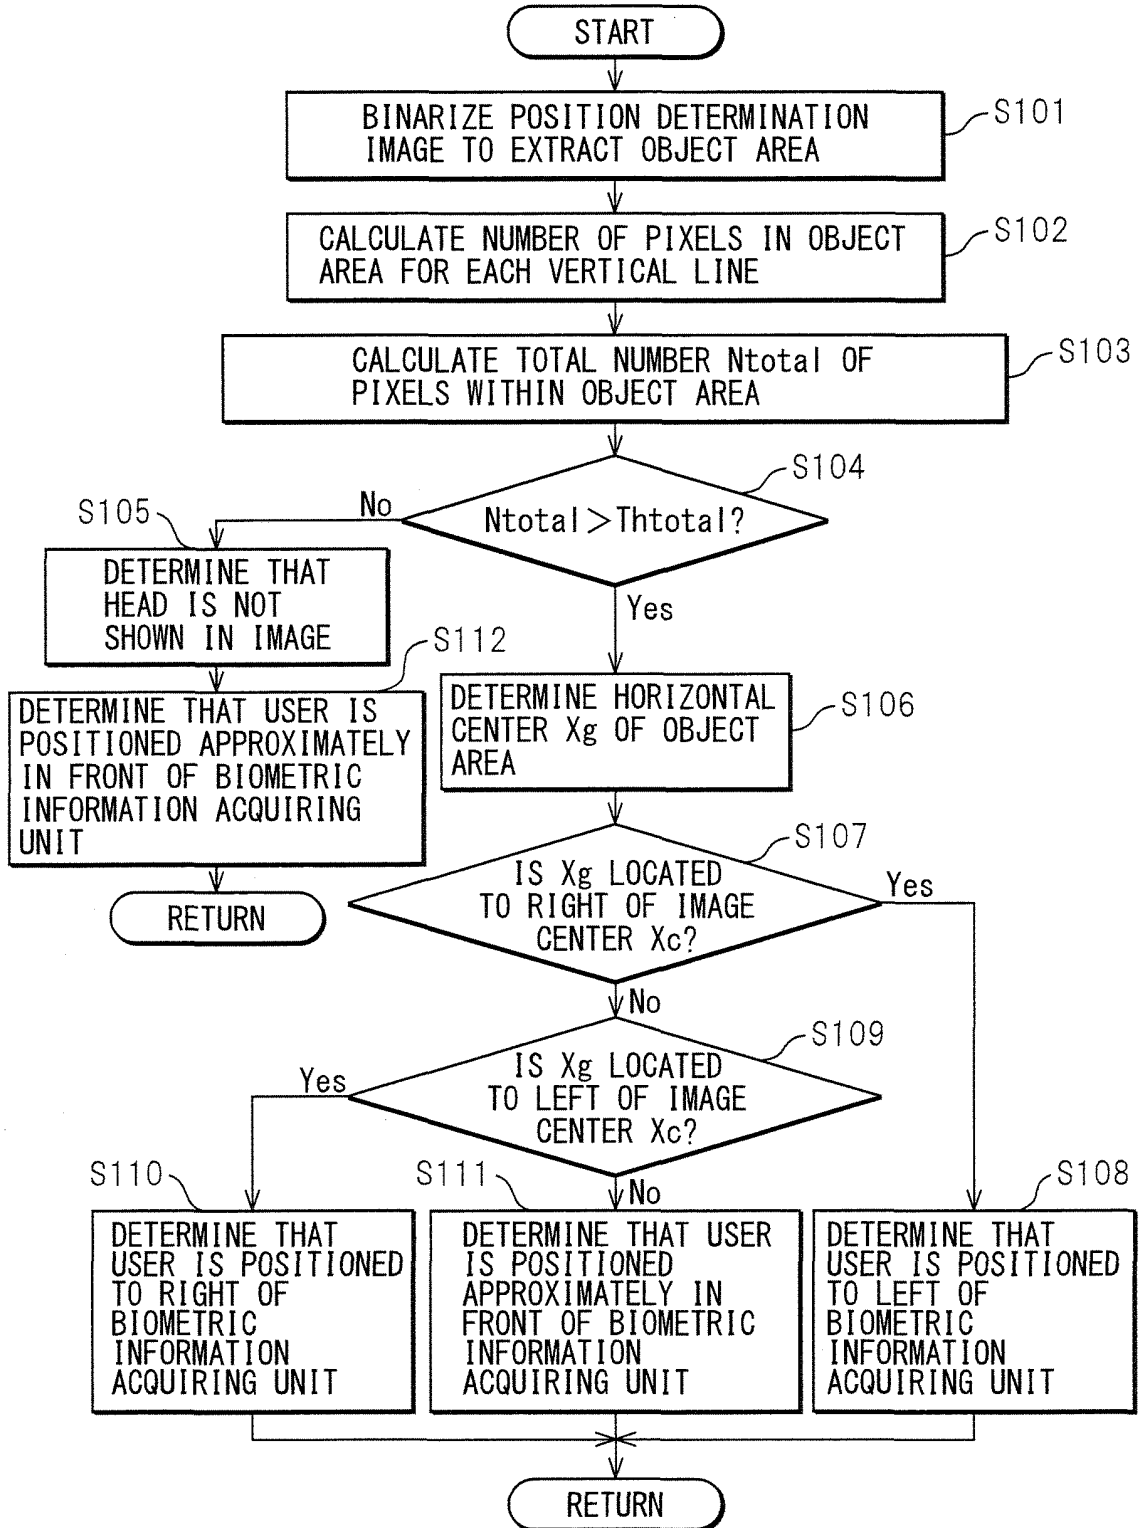 START
BINARIZE POSITION DETERMINATION
IMAGE TO EXTRACT OBJECT AREA
S101
CALCULATE NUMBER OF PIXELS IN OBJECT
AREA FOR EACH VERTICAL LINE
S102
CALCULATE TOTAL NUMBER Ntotal OF
PIXELS WITHIN OBJECT AREA
S103
Ntotal>Thtotal?
S104
No
Yes
S105
DETERMINE THAT
HEAD IS NOT
SHOWN IN IMAGE
S112
DETERMINE THAT USER IS
POSITIONED APPROXIMATELY
IN FRONT OF BIOMETRIC
INFORMATION ACQUIRING
UNIT
RETURN
DETERMINE HORIZONTAL
CENTER Xg OF OBJECT
AREA
S106
IS Xg LOCATED
TO RIGHT OF IMAGE
CENTER Xc?
S107
Yes
No
IS Xg LOCATED
TO LEFT OF IMAGE
CENTER Xc?
S109
Yes
No
S110
DETERMINE THAT
USER IS POSITIONED
TO RIGHT OF
BIOMETRIC
INFORMATION
ACQUIRING UNIT
S111
DETERMINE THAT USER
IS POSITIONED
APPROXIMATELY IN
FRONT OF BIOMETRIC
INFORMATION
ACQUIRING UNIT
S108
DETERMINE THAT
USER IS POSITIONED
TO LEFT OF
BIOMETRIC
INFORMATION
ACQUIRING UNIT
RETURN